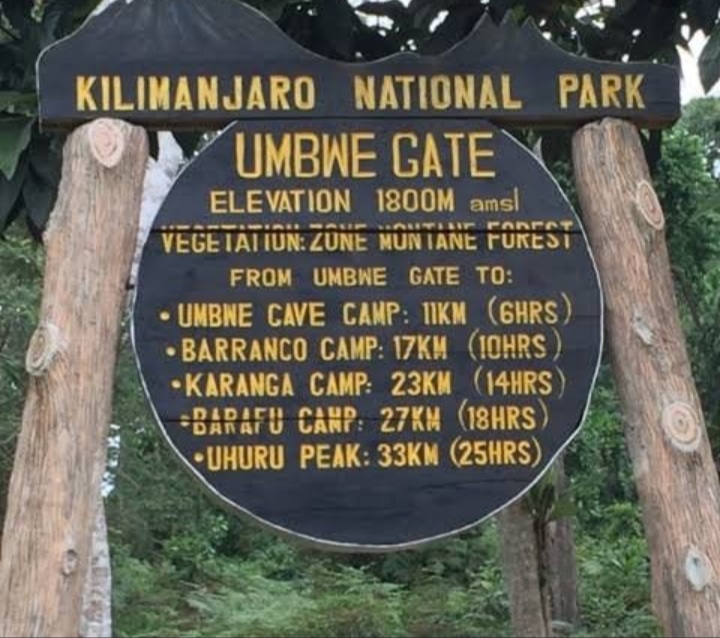 KILIMANJARO NATIONAL PARK
UMBWE GATE
ELEVATION 1800M amsl
VEGETATION: ZONE MONTANE FOREST
FROM UMBWE GATE TO:
• UMBWE CAVE CAMP: 11KM (6HRS)
• BARRANCO CAMP: 17KM (10HRS)
• KARANGA CAMP: 23KM (14HRS)
• BARAFU CAMP: 27KM (18HRS)
• UHURU PEAK: 33KM (25HRS)